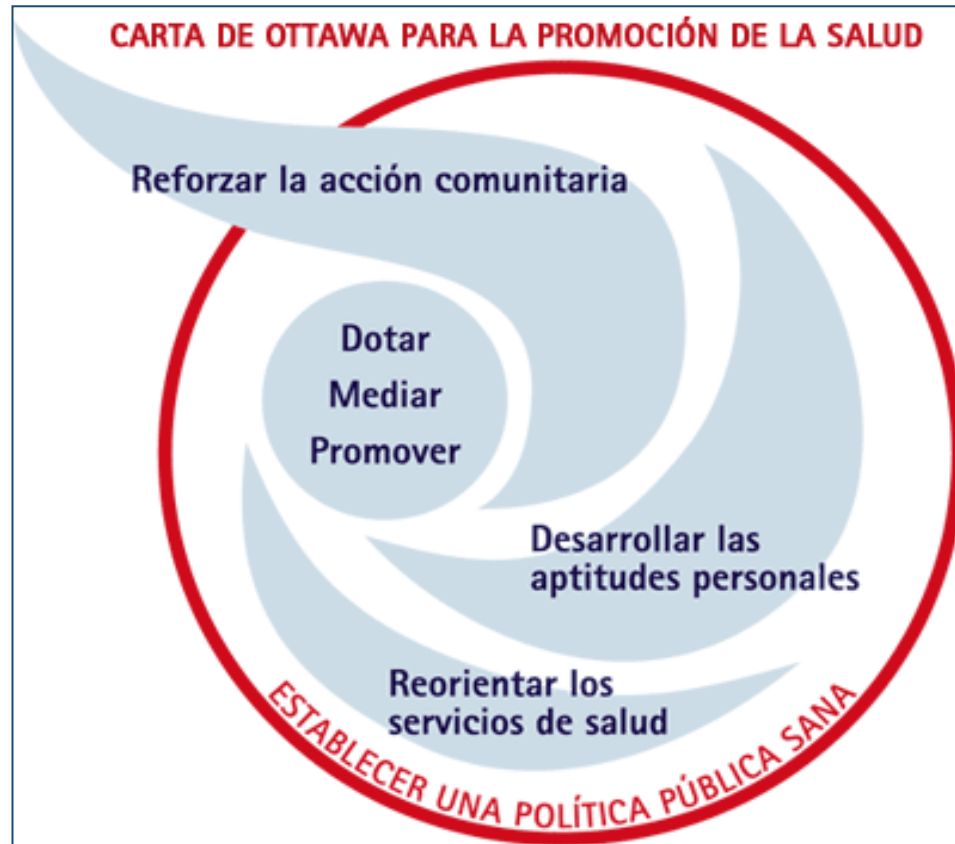 CARTA DE OTTAWA PARA LA PROMOCIÓN DE LA SALUD
Reforzar la acción comunitaria
Dotar
Mediar
Promover
Desarrollar las
aptitudes personales
Reorientar los
servicios de salud
ESTABLECER UNA POLÍTICA PÚBLICA SANA